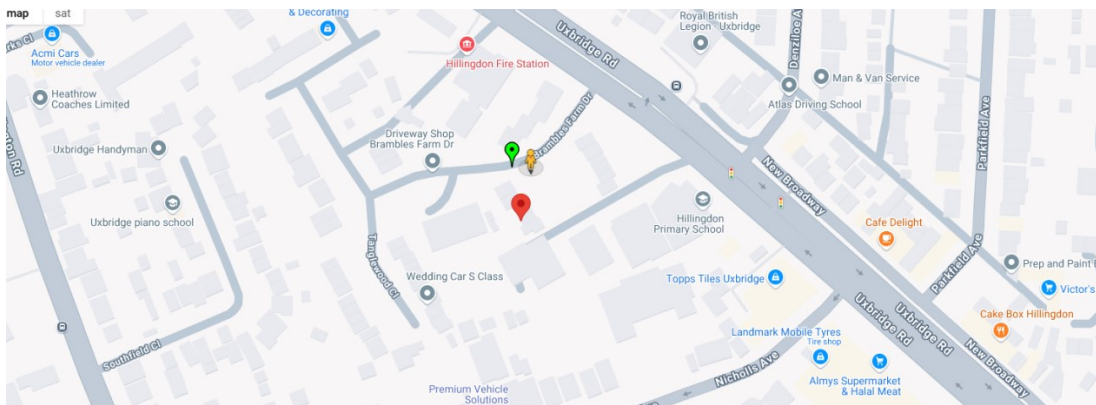 map
sat
& Decorating
Uxbridge Rd
Royal British
Legion - Uxbridge
Acmi Cars
Motor vehicle dealer
Hillingdon Fire Station
Man & Van Service
Heathrow
Coaches Limited
Atlas Driving School
Parkfield Ave
Driveway Shop
Brambles Farm Dr
Brambles Farm Dr
Uxbridge Handyman
New Broadway
Uxbridge piano school
Hillingdon
Primary School
Cafe Delight
Parkfield Ave
Tanglewood Cl
Prep and Paint
Wedding Car S Class
Topps Tiles Uxbridge
Victor's
Uxbridge Rd
Uxbridge Rd
Cake Box Hillingdon
Southfield Cl
Landmark Mobile Tyres
Tire shop
New Broadway
Nicholls Ave
Premium Vehicle
Solutions
Almys Supermarket
& Halal Meat